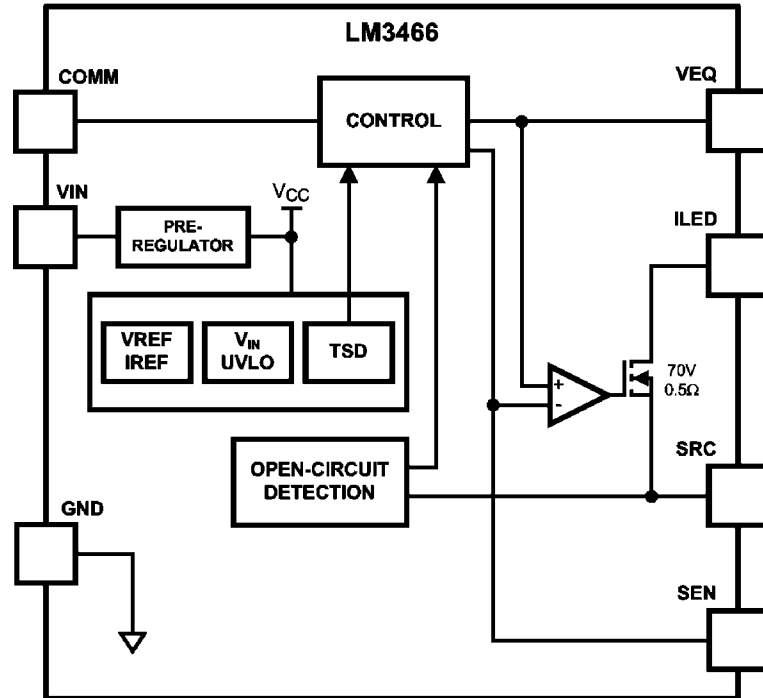 LM3466
COMM
VEQ
CONTROL
VIN
VCC
ILED
PRE-
REGULATOR
VREF
IREF
VIN
UVLO
TSD
+
-
70V
0.5Ω
OPEN-CIRCUIT
DETECTION
SRC
GND
SEN